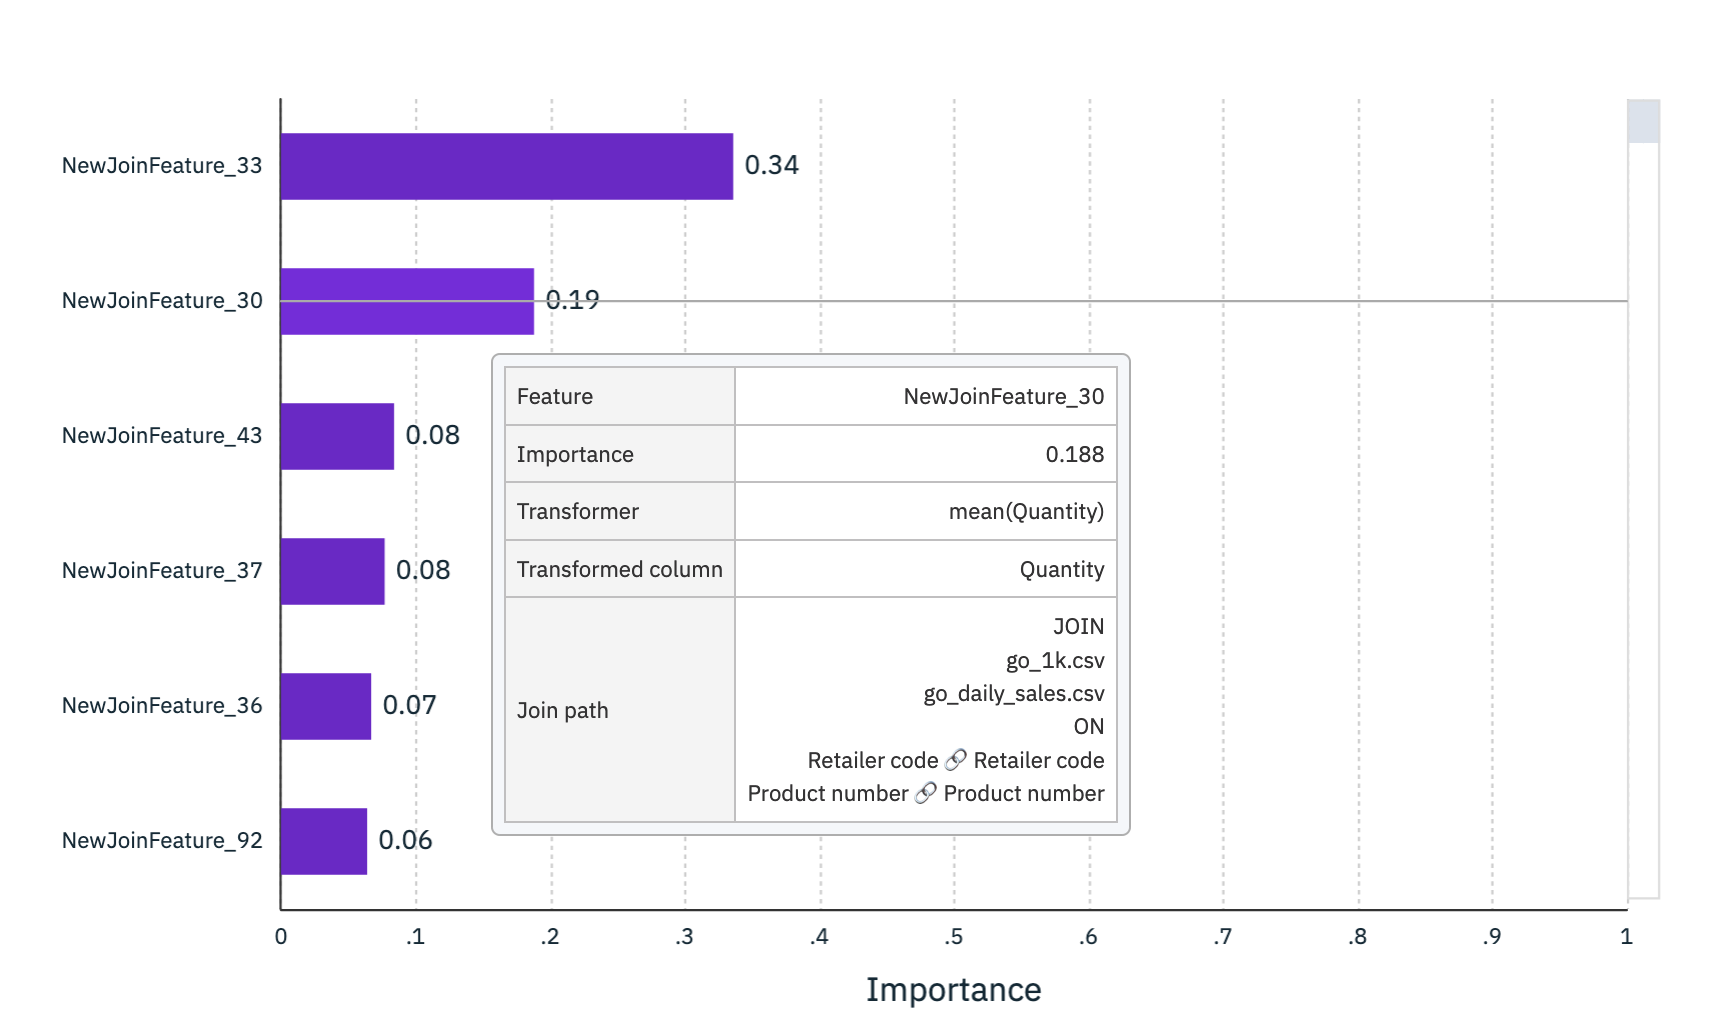 NewJoinFeature_33 0.34
NewJoinFeature_30 0.19
Feature NewJoinFeature_30
Importance 0.188
Transformer mean(Quantity)
Transformed column Quantity
Join path
JOIN
go_1k.csv
go_daily_sales.csv
ON
Retailer code 🔗 Retailer code
Product number 🔗 Product number
NewJoinFeature_43 0.08
NewJoinFeature_37 0.08
NewJoinFeature_36 0.07
NewJoinFeature_92 0.06
0 .1 .2 .3 .4 .5 .6 .7 .8 .9 1
Importance